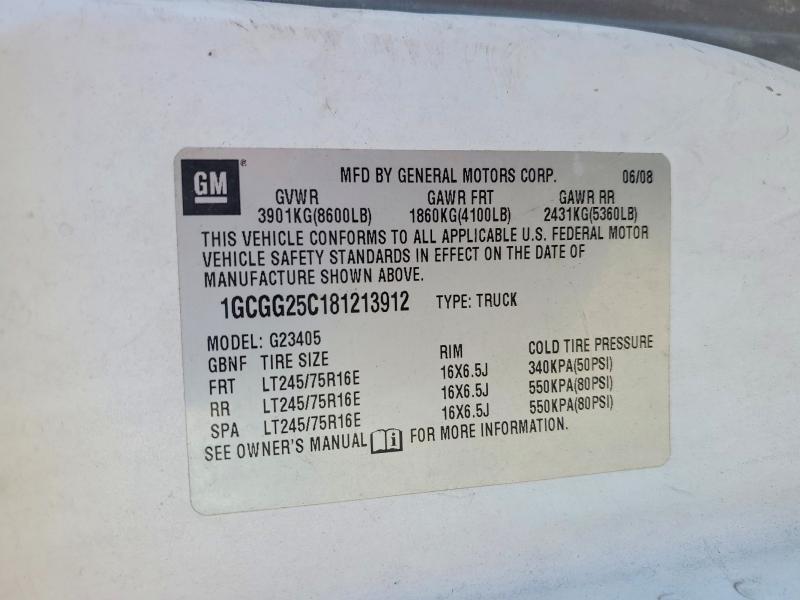 GM® MFD BY GENERAL MOTORS CORP. 06/08
GVWR GAWR FRT GAWR RR
3901KG(8600LB) 1860KG(4100LB) 2431KG(5360LB)
THIS VEHICLE CONFORMS TO ALL APPLICABLE U.S. FEDERAL MOTOR
VEHICLE SAFETY STANDARDS IN EFFECT ON THE DATE OF
MANUFACTURE SHOWN ABOVE.
1GCGG25C181213912 TYPE: TRUCK
MODEL: G23405
GBNF TIRE SIZE RIM COLD TIRE PRESSURE
FRT LT245/75R16E 16X6.5J 340KPA(50PSI)
RR LT245/75R16E 16X6.5J 550KPA(80PSI)
SPA LT245/75R16E 16X6.5J 550KPA(80PSI)
SEE OWNER'S MANUAL i FOR MORE INFORMATION.